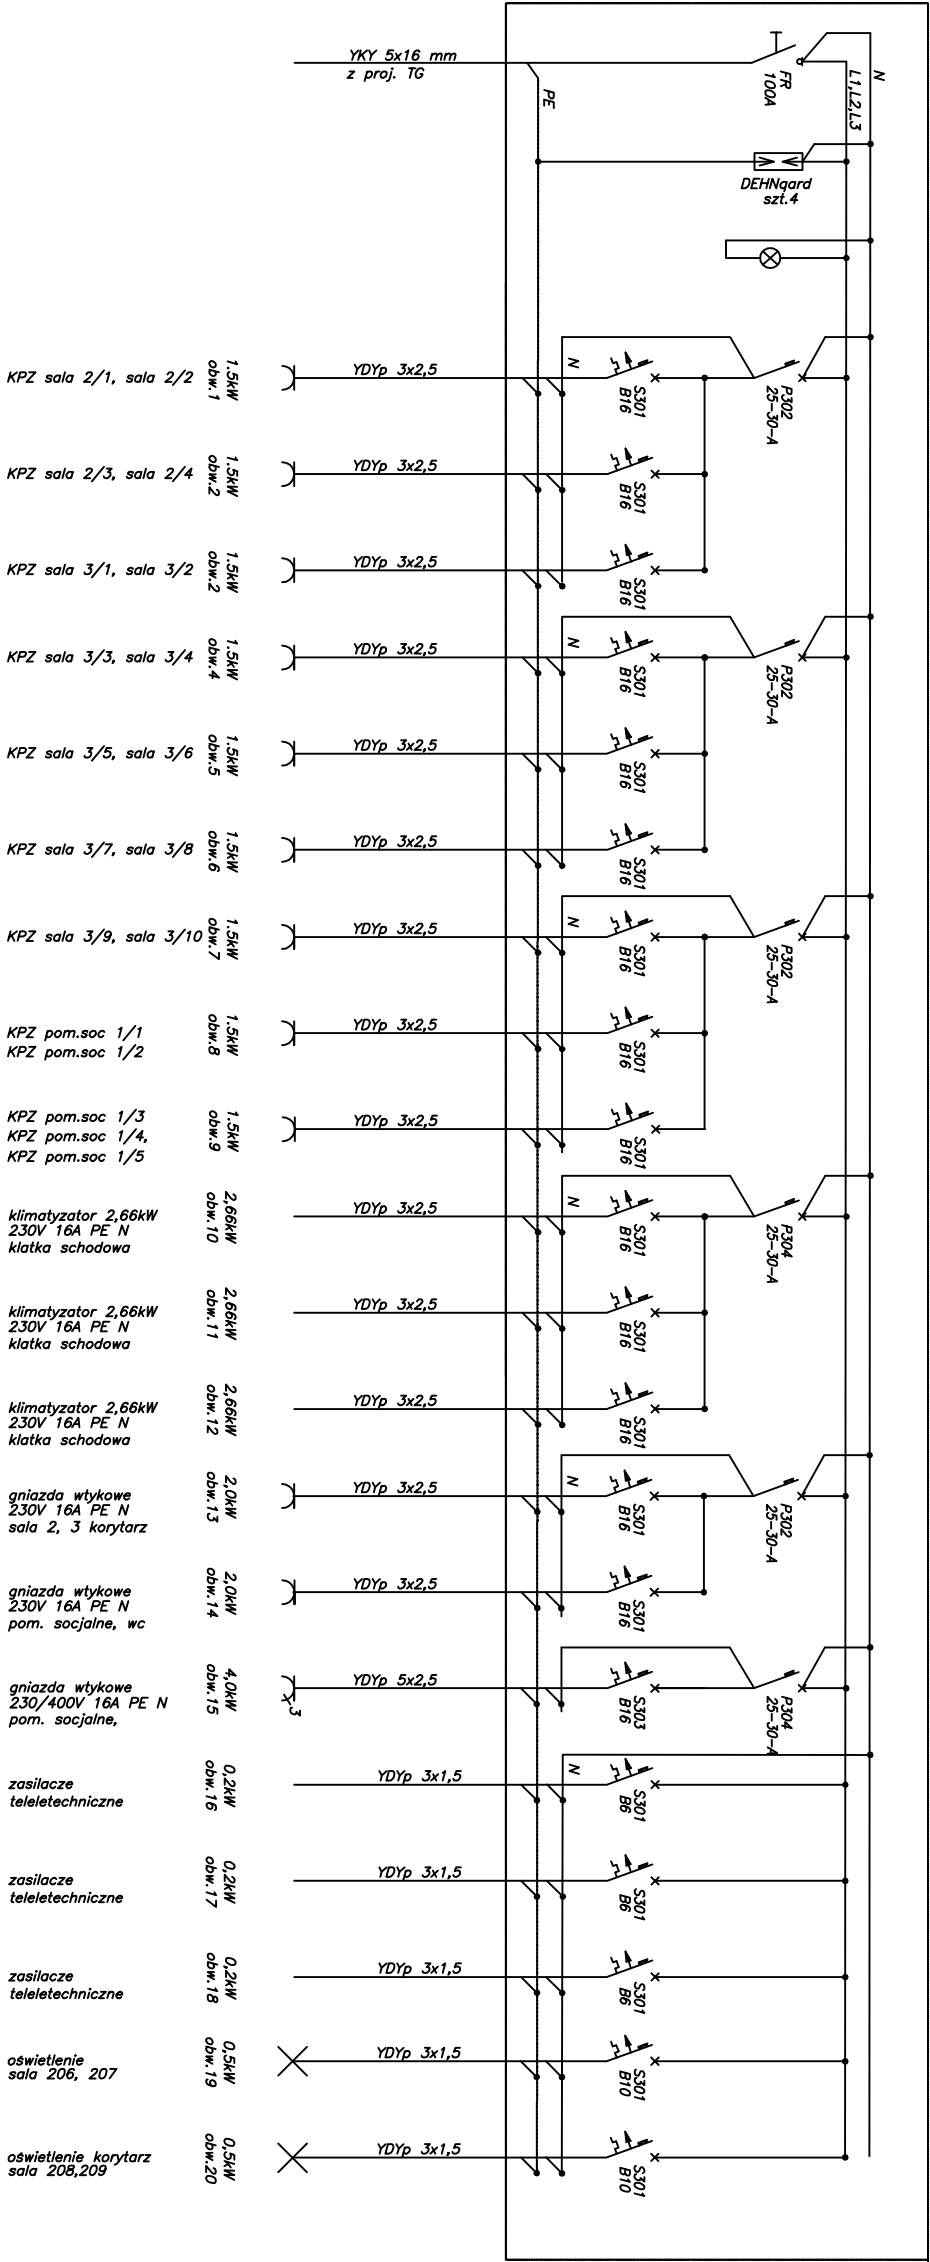 YKY 5x16 mm
z proj. TG
PE
FR
100A
L1,L2,L3
N
DEHNgard
szt.4
KPZ sala 2/1, sala 2/2
1.5kW
obw.1
YDYp 3x2,5
N
S301
B16
P302
25-30-A
KPZ sala 2/3, sala 2/4
1.5kW
obw.2
YDYp 3x2,5
S301
B16
KPZ sala 3/1, sala 3/2
1.5kW
obw.2
YDYp 3x2,5
S301
B16
KPZ sala 3/3, sala 3/4
1.5kW
obw.4
YDYp 3x2,5
N
S301
B16
P302
25-30-A
KPZ sala 3/5, sala 3/6
1.5kW
obw.5
YDYp 3x2,5
S301
B16
KPZ sala 3/7, sala 3/8
1.5kW
obw.6
YDYp 3x2,5
S301
B16
KPZ sala 3/9, sala 3/10
1.5kW
obw.7
YDYp 3x2,5
N
S301
B16
P302
25-30-A
KPZ pom.soc 1/1
KPZ pom.soc 1/2
1.5kW
obw.8
YDYp 3x2,5
S301
B16
KPZ pom.soc 1/3
KPZ pom.soc 1/4,
KPZ pom.soc 1/5
1.5kW
obw.9
YDYp 3x2,5
S301
B16
klimatyzator 2,66kW
230V 16A PE N
klatka schodowa
2,66kW
obw.10
YDYp 3x2,5
N
S301
B16
P304
25-30-A
klimatyzator 2,66kW
230V 16A PE N
klatka schodowa
2,66kW
obw.11
YDYp 3x2,5
S301
B16
klimatyzator 2,66kW
230V 16A PE N
klatka schodowa
2,66kW
obw.12
YDYp 3x2,5
S301
B16
gniazda wtykowe
230V 16A PE N
sala 2, 3 korytarz
2,0kW
obw.13
YDYp 3x2,5
N
S301
B16
P302
25-30-A
gniazda wtykowe
230V 16A PE N
pom. socjalne, wc
2,0kW
obw.14
YDYp 3x2,5
S301
B16
gniazda wtykowe
230/400V 16A PE N
pom. socjalne,
4,0kW
obw.15
3
YDYp 5x2,5
S303
B16
P304
25-30-A
zasilacze
teleletechniczne
0,2kW
obw.16
YDYp 3x1,5
N
S301
B6
zasilacze
teleletechniczne
0,2kW
obw.17
YDYp 3x1,5
S301
B6
zasilacze
teleletechniczne
0,2kW
obw.18
YDYp 3x1,5
S301
B6
oświetlenie
sala 206, 207
0,5kW
obw.19
YDYp 3x1,5
S301
B10
oświetlenie korytarz
sala 208,209
0,5kW
obw.20
YDYp 3x1,5
S301
B10